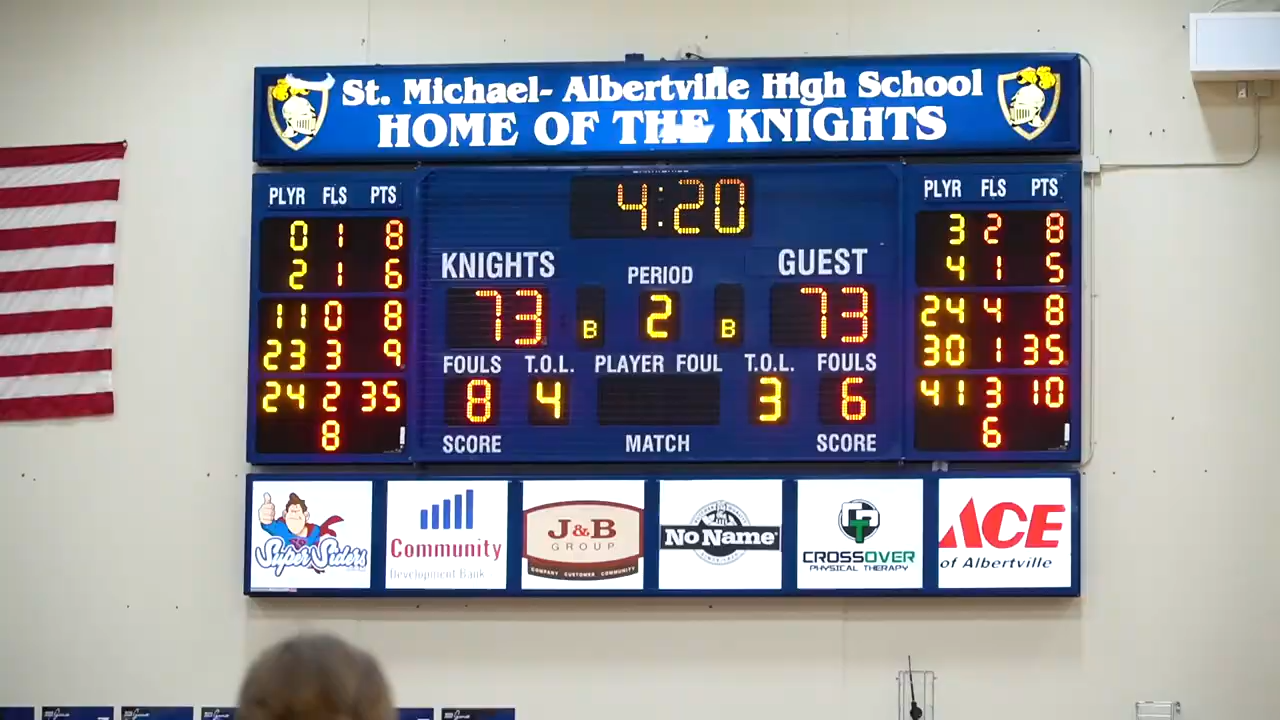 St. Michael- Albertville High School
HOME OF THE KNIGHTS
PLYR FLS PTS
0 1 8
2 1 6
11 0 8
23 3 9
24 2 35
8
4:20
KNIGHTS
PERIOD
GUEST
73 B 2 B 73
FOULS T.O.L. PLAYER FOUL T.O.L. FOULS
8 4 3 6
SCORE MATCH SCORE
PLYR FLS PTS
3 2 8
4 1 5
24 4 8
30 1 35
41 3 10
6
SuperSiders
Community
Development Bank
J&B
GROUP
COMPANY CUSTOMER COMMUNITY
No Name
CROSSOVER
PHYSICAL THERAPY
ACE
of Albertville